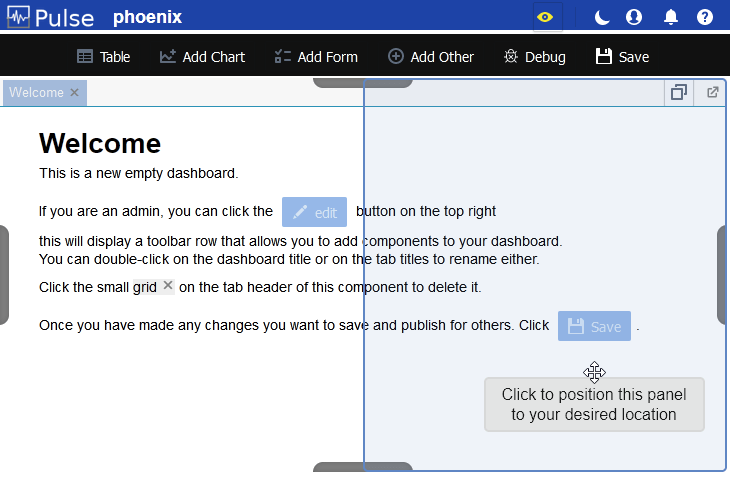 Pulse phoenix
Table Add Chart Add Form Add Other Debug Save
Welcome
Welcome
This is a new empty dashboard.
If you are an admin, you can click the edit button on the top right
this will display a toolbar row that allows you to add components to your dashboard.
You can double-click on the dashboard title or on the tab titles to rename either.
Click the small grid on the tab header of this component to delete it.
Once you have made any changes you want to save and publish for others. Click Save .
Click to position this panel
to your desired location